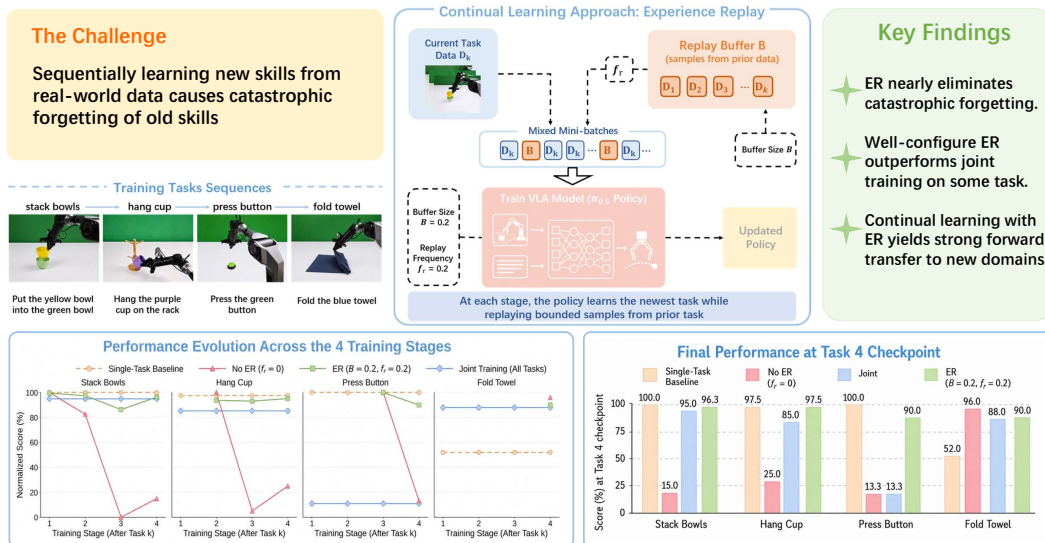 The Challenge
Sequentially learning new skills from
real-world data causes catastrophic
forgetting of old skills
Training Tasks Sequences
stack bowls
hang cup
press button
fold towel
Put the yellow bowl
into the green bowl
Hang the purple
cup on the rack
Press the green
button
Fold the blue towel
Continual Learning Approach: Experience Replay
Current Task
Data Dk
fr
Replay Buffer B
(samples from prior data)
D1 D2 D3 ... Dk
Mixed Mini-batches
Dk B Dk Dk ... B Dk ...
Buffer Size B
Buffer Size
B = 0.2
Replay
Frequency
fr = 0.2
Train VLA Model (π0.5 Policy)
Updated
Policy
At each stage, the policy learns the newest task while
replaying bounded samples from prior task
Key Findings
ER nearly eliminates
catastrophic forgetting.
Well-configure ER
outperforms joint
training on some task.
Continual learning with
ER yields strong forward
transfer to new domains
Performance Evolution Across the 4 Training Stages
Single-Task Baseline
No ER (fr = 0)
ER (B = 0.2, fr = 0.2)
Joint Training (All Tasks)
Stack Bowls
Hang Cup
Press Button
Fold Towel
Normalized Score (%)
100
80
60
40
20
0
1 2 3 4
1 2 3 4
1 2 3 4
1 2 3 4
Training Stage (After Task k)
Training Stage (After Task k)
Training Stage (After Task k)
Training Stage (After Task k)
Final Performance at Task 4 Checkpoint
Single-Task
Baseline
No ER
(fr = 0)
Joint
ER
(B = 0.2, fr = 0.2)
Score (%) at Task 4 checkpoint
100
75
50
25
0
100.0 15.0 95.0 96.3
97.5 25.0 85.0 97.5
100.0 13.3 13.3 90.0
52.0 96.0 88.0 90.0
Stack Bowls
Hang Cup
Press Button
Fold Towel